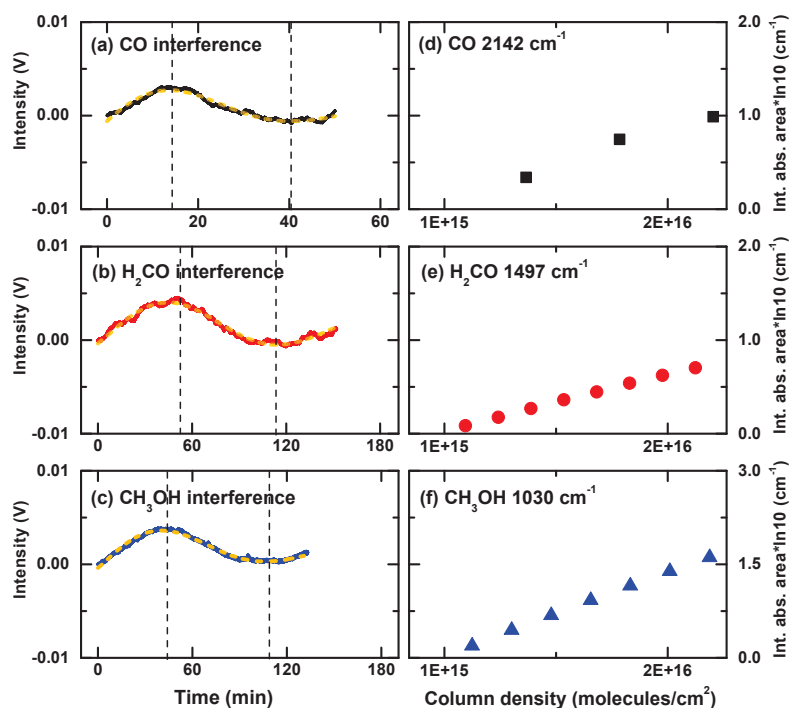 0.01
0.00
-0.01
Intensity (V)
(a) CO interference
0
20
40
60
(d) CO 2142 cm⁻¹
1E+15
2E+16
2.0
1.0
0.0
Int. abs. area*ln10 (cm⁻¹)
0.01
0.00
-0.01
Intensity (V)
(b) H₂CO interference
0
60
120
180
(e) H₂CO 1497 cm⁻¹
1E+15
2E+16
2.0
1.0
0.0
Int. abs. area*ln10 (cm⁻¹)
0.01
0.00
-0.01
Intensity (V)
(c) CH₃OH interference
0
60
120
180
Time (min)
(f) CH₃OH 1030 cm⁻¹
1E+15
2E+16
3.0
1.5
0.0
Int. abs. area*ln10 (cm⁻¹)
Column density (molecules/cm²)